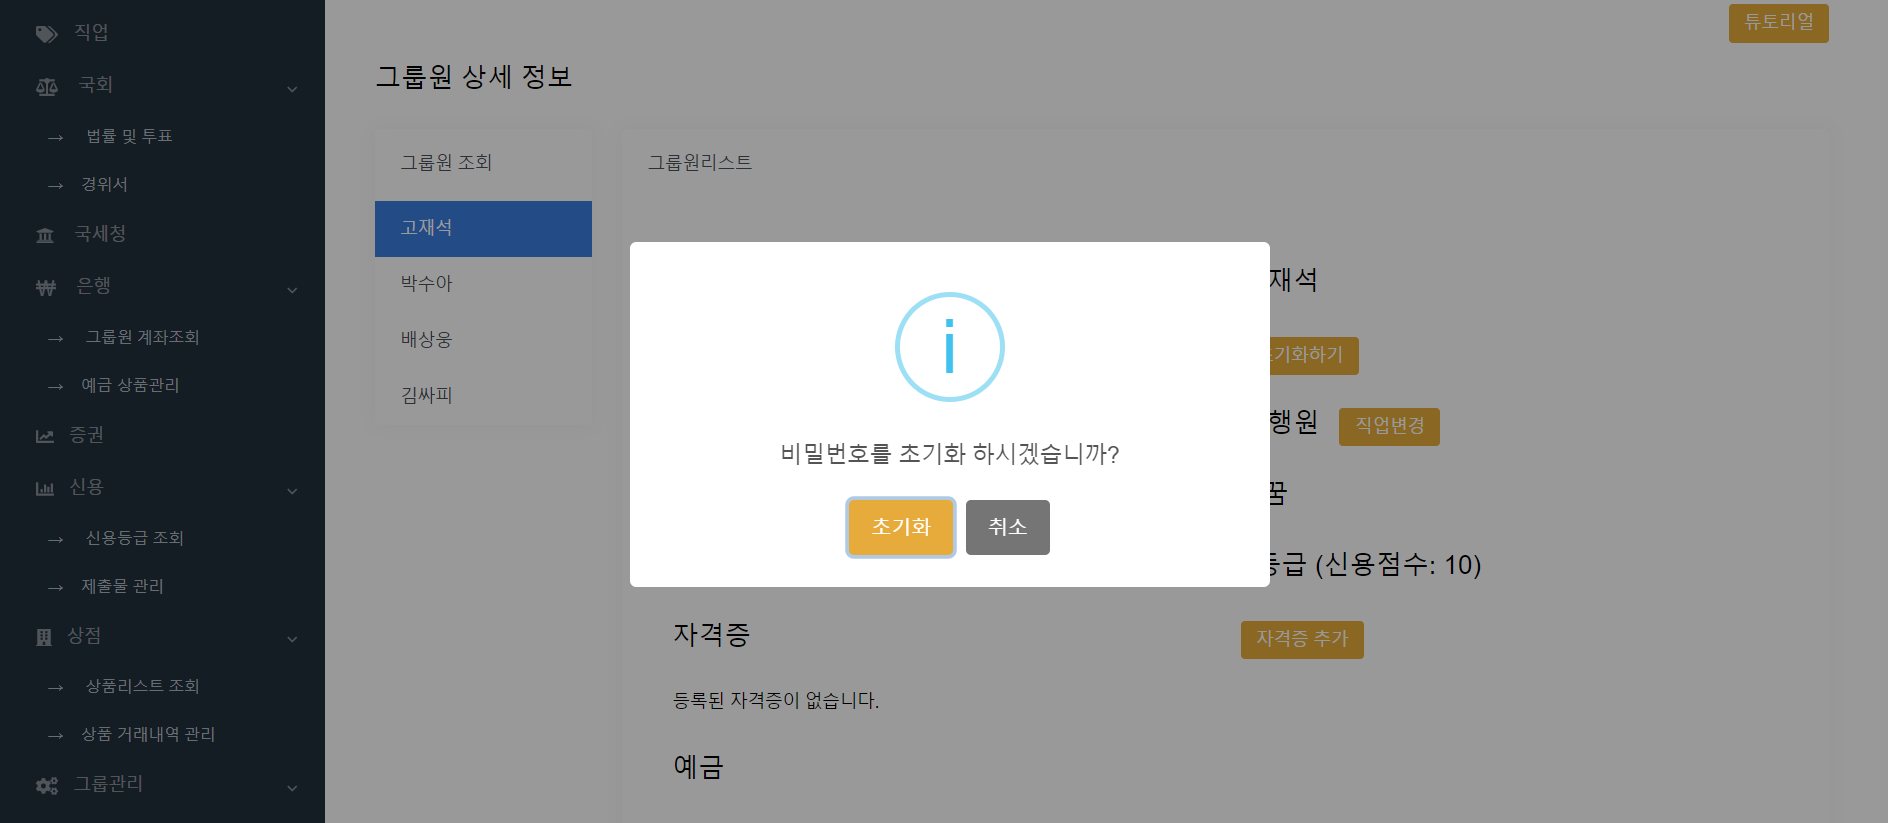 직업
국회
법률 및 투표
경위서
국세청
은행
그룹원 계좌조회
예금 상품관리
증권
신용
신용등급 조회
제출물 관리
상점
상품리스트 조회
상품 거래내역 관리
그룹관리
튜토리얼
그룹원 상세 정보
그룹원 조회
고재석
박수아
배상웅
김싸피
그룹원리스트
재석
기화하기
행원 직업변경
꿈
등급 (신용점수: 10)
비밀번호를 초기화 하시겠습니까?
초기화 취소
자격증 자격증 추가
등록된 자격증이 없습니다.
예금